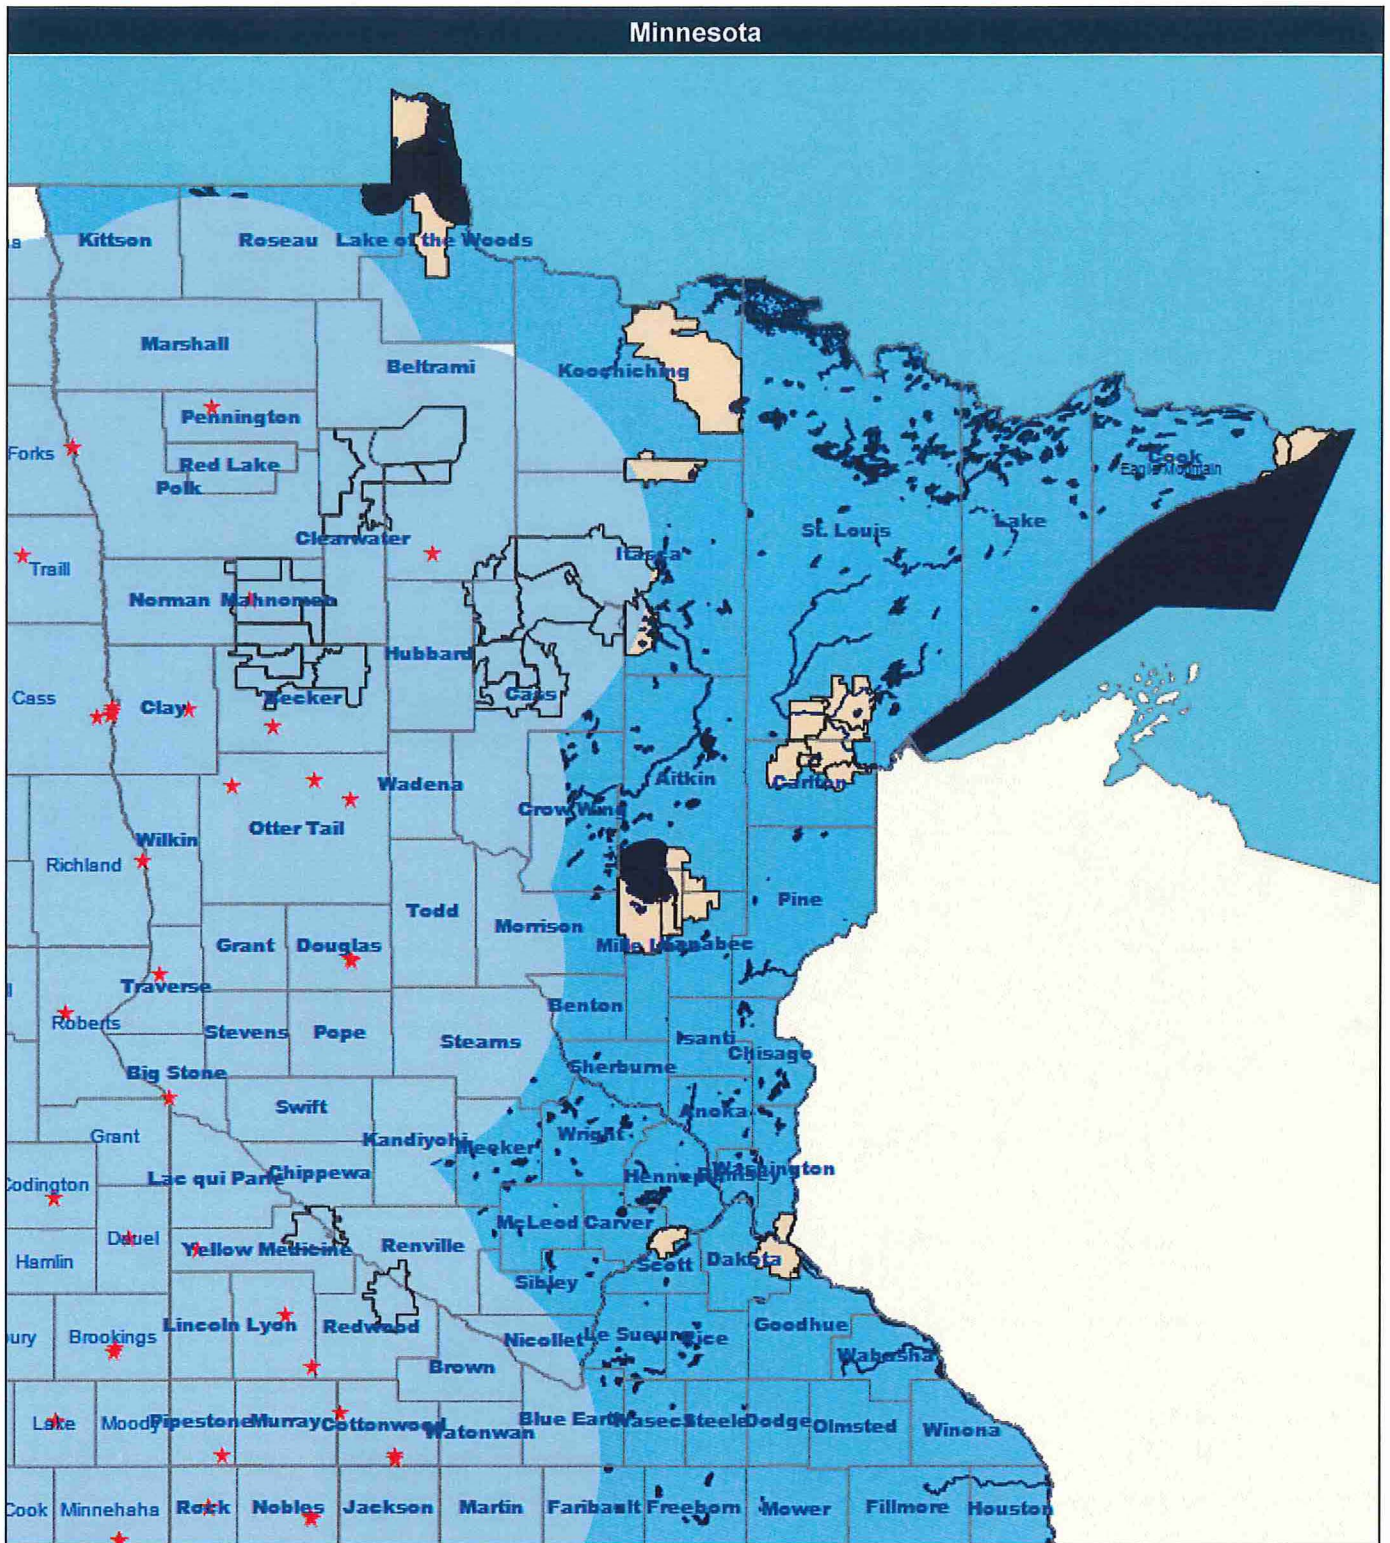 Minnesota
Kittson
Roseau
Lake of the Woods
Marshall
Beltrami
Koochiching
Pennington
Forks
Red Lake
Polk
Cook
Eagle Mountain
Lake
St. Louis
Clearwater
Itasca
Traill
Norman
Mahnomen
Hubbard
Cass
Clay
Becker
Cass
Wadena
Aitkin
Carlton
Crow Wing
Otter Tail
Wilkin
Richland
Pine
Todd
Morrison
Grant
Douglas
Mille Lacs
Kanabec
Traverse
Benton
Roberts
Stevens
Pope
Stearns
Isanti
Chisago
Big Stone
Sherburne
Swift
Anoka
Grant
Kandiyohi
Meeker
Wright
Lac qui Parle
Chippewa
Hennepin
Ramsey
Washington
Codington
McLeod
Carver
Deuel
Yellow Medicine
Renville
Hamlin
Scott
Dakota
Sibley
Lincoln
Lyon
Redwood
Brookings
Nicollet
Le Sueur
Rice
Goodhue
Wabasha
Brown
Lake
Moody
Pipestone
Murray
Cottonwood
Watonwan
Blue Earth
Waseca
Steele
Dodge
Olmsted
Winona
Cook
Minnehaha
Rock
Nobles
Jackson
Martin
Faribault
Freeborn
Mower
Fillmore
Houston